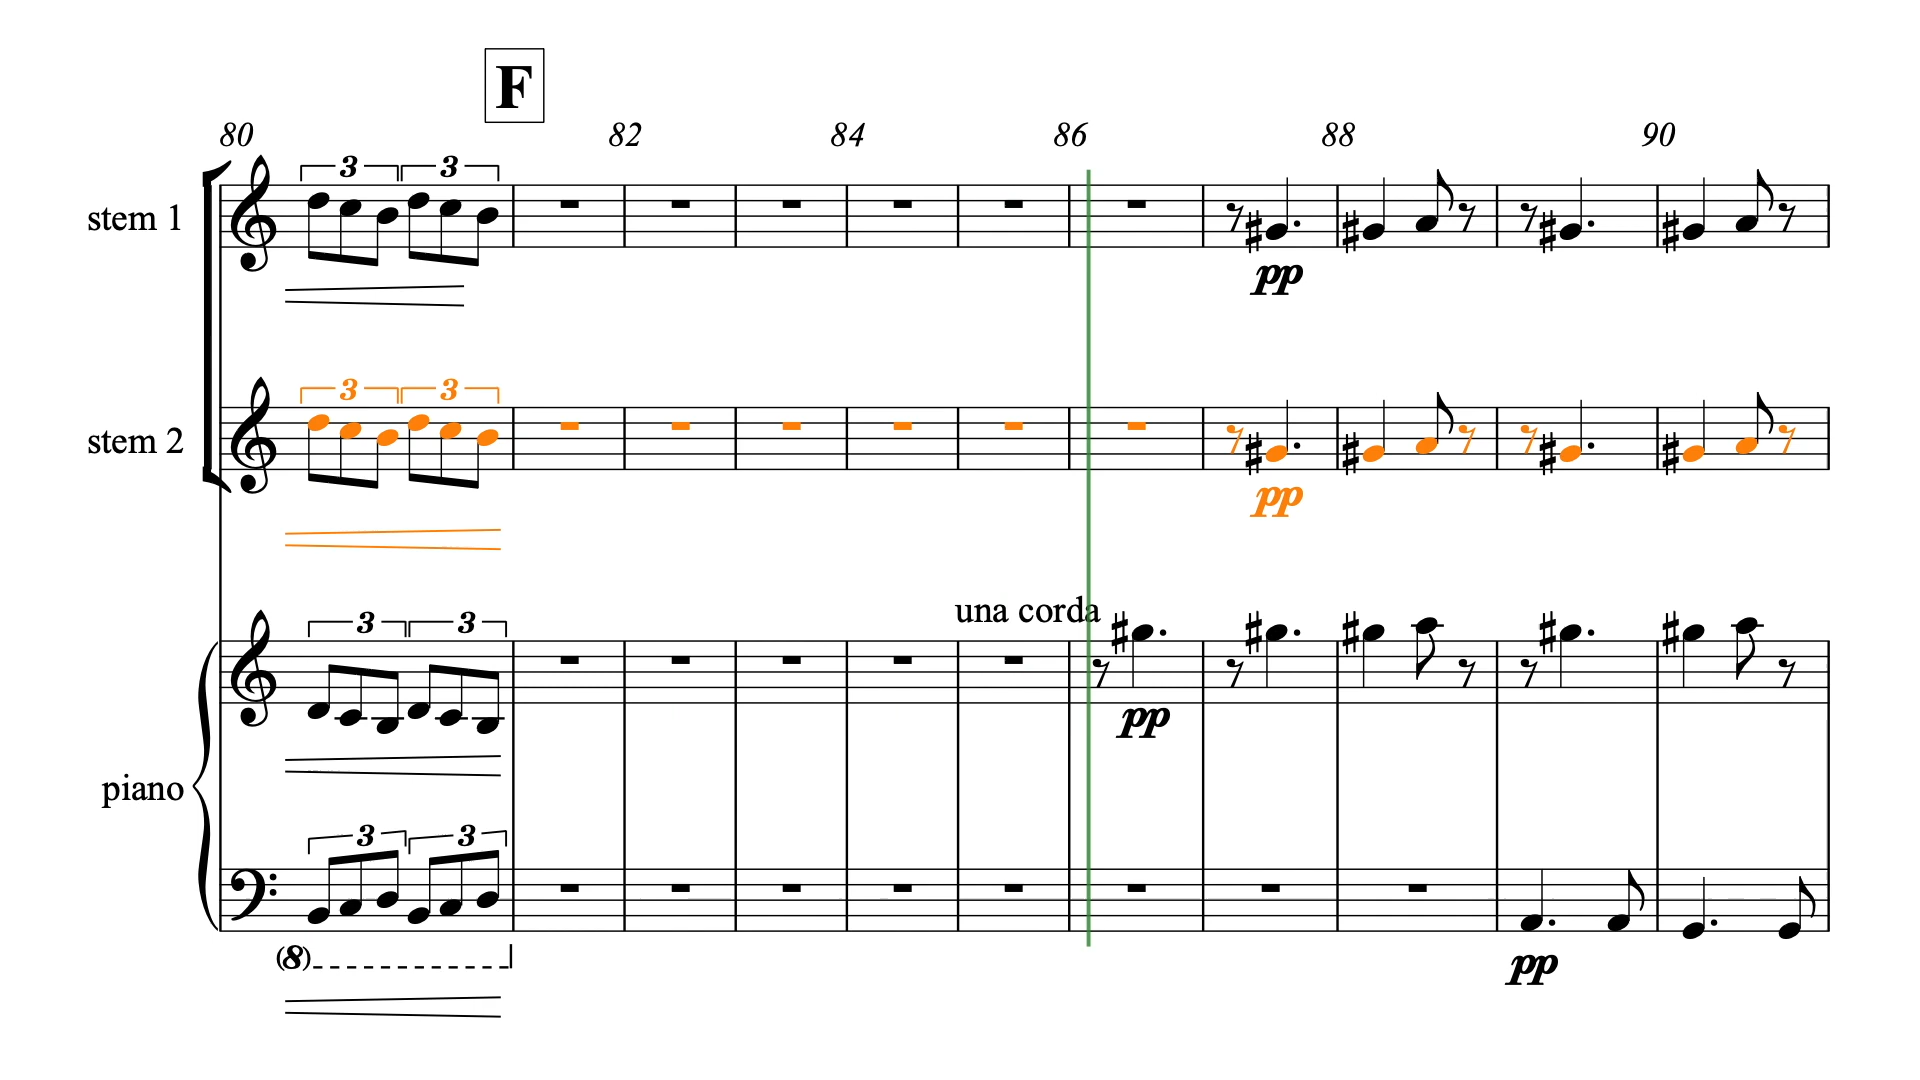 F
80 82 84 86 88 90
3 3
stem 1
pp
3 3
stem 2
pp
una corda
3 3
pp
piano
3 3
(8)
pp